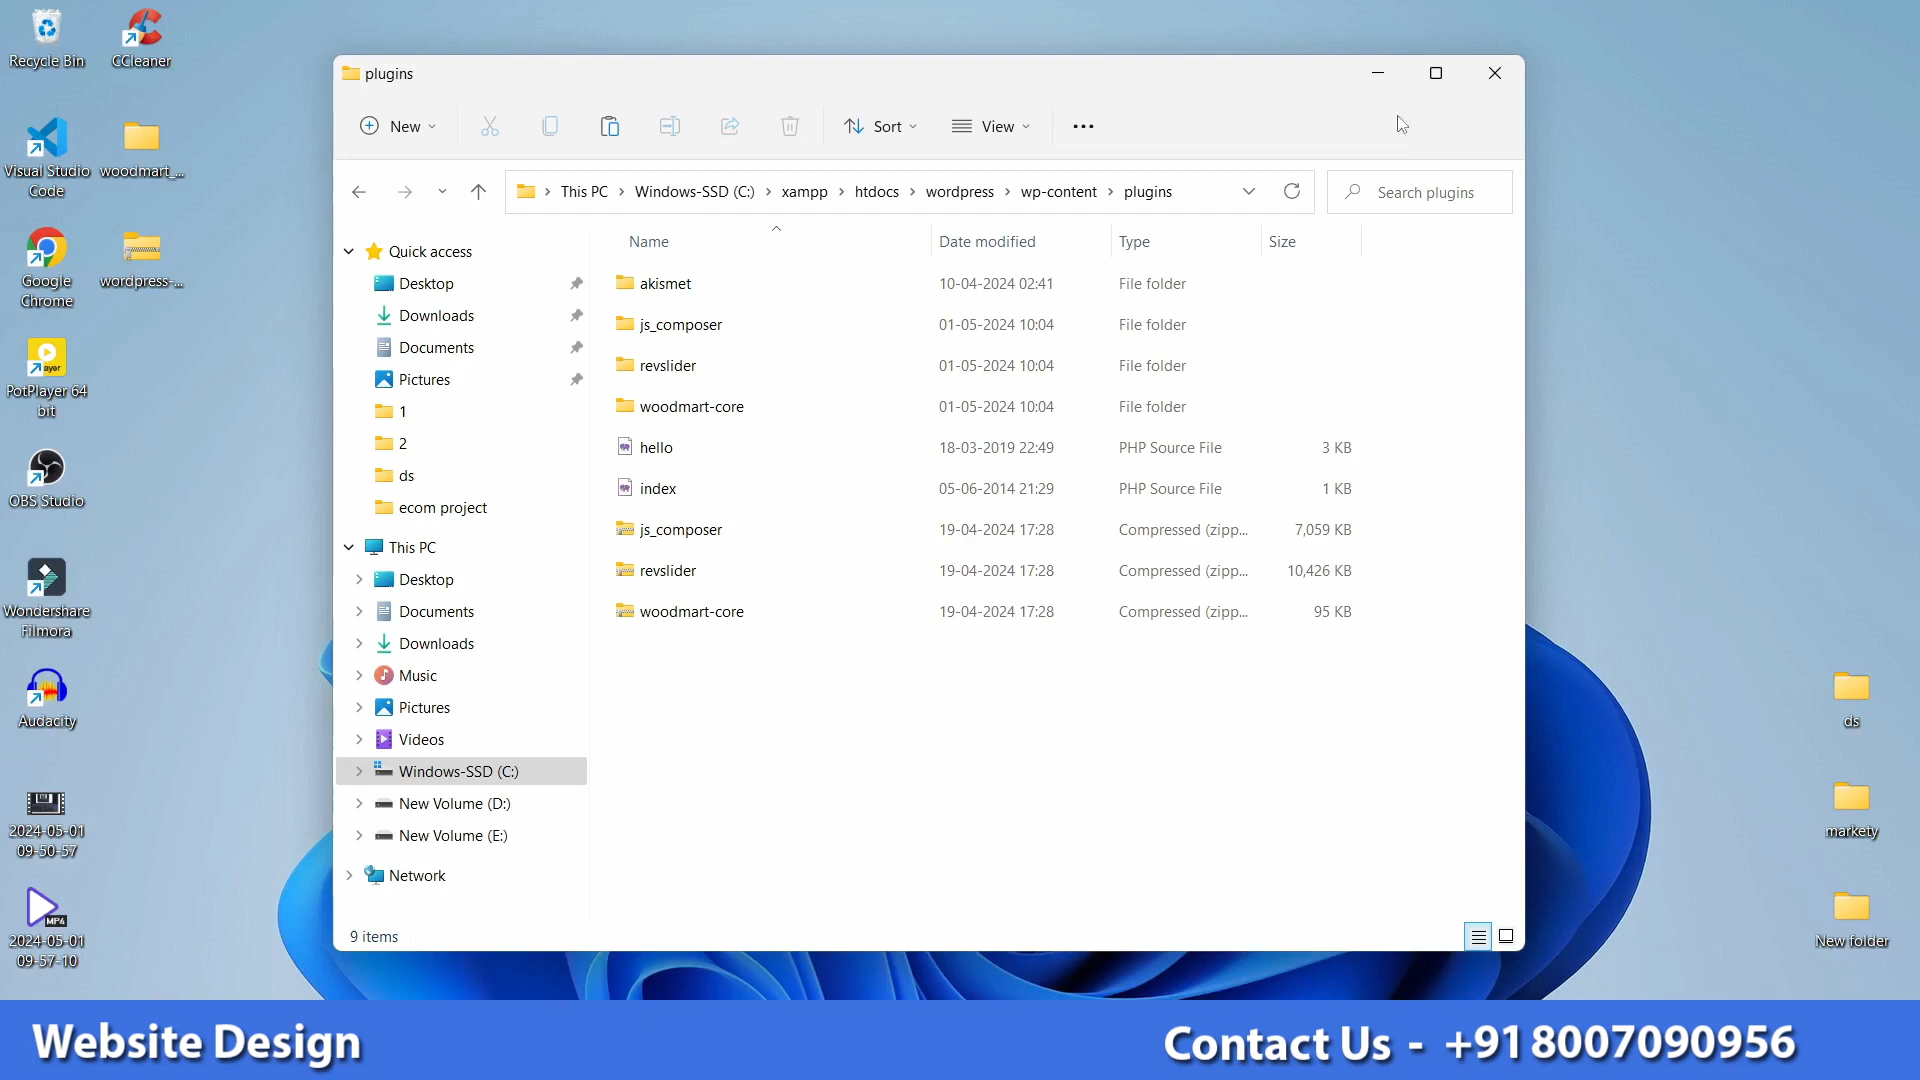 Recycle Bin
CCleaner
Visual Studio
Code
woodmart_...
Google
Chrome
wordpress-...
PotPlayer 64
bit
OBS Studio
Wondershare
Filmora
Audacity
2024-05-01
09-50-57
MP4
2024-05-01
09-57-10
plugins
New
Sort
View
This PC
Windows-SSD (C:)
xampp
htdocs
wordpress
wp-content
plugins
Search plugins
Quick access
Desktop
Downloads
Documents
Pictures
1
2
ds
ecom project
This PC
Desktop
Documents
Downloads
Music
Pictures
Videos
Windows-SSD (C:)
New Volume (D:)
New Volume (E:)
Network
Name Date modified Type Size
akismet 10-04-2024 02:41 File folder
js_composer 01-05-2024 10:04 File folder
revslider 01-05-2024 10:04 File folder
woodmart-core 01-05-2024 10:04 File folder
hello 18-03-2019 22:49 PHP Source File 3 KB
index 05-06-2014 21:29 PHP Source File 1 KB
js_composer 19-04-2024 17:28 Compressed (zipp... 7,059 KB
revslider 19-04-2024 17:28 Compressed (zipp... 10,426 KB
woodmart-core 19-04-2024 17:28 Compressed (zipp... 95 KB
9 items
ds
markety
New folder
Website Design
Contact Us - +91 8007090956